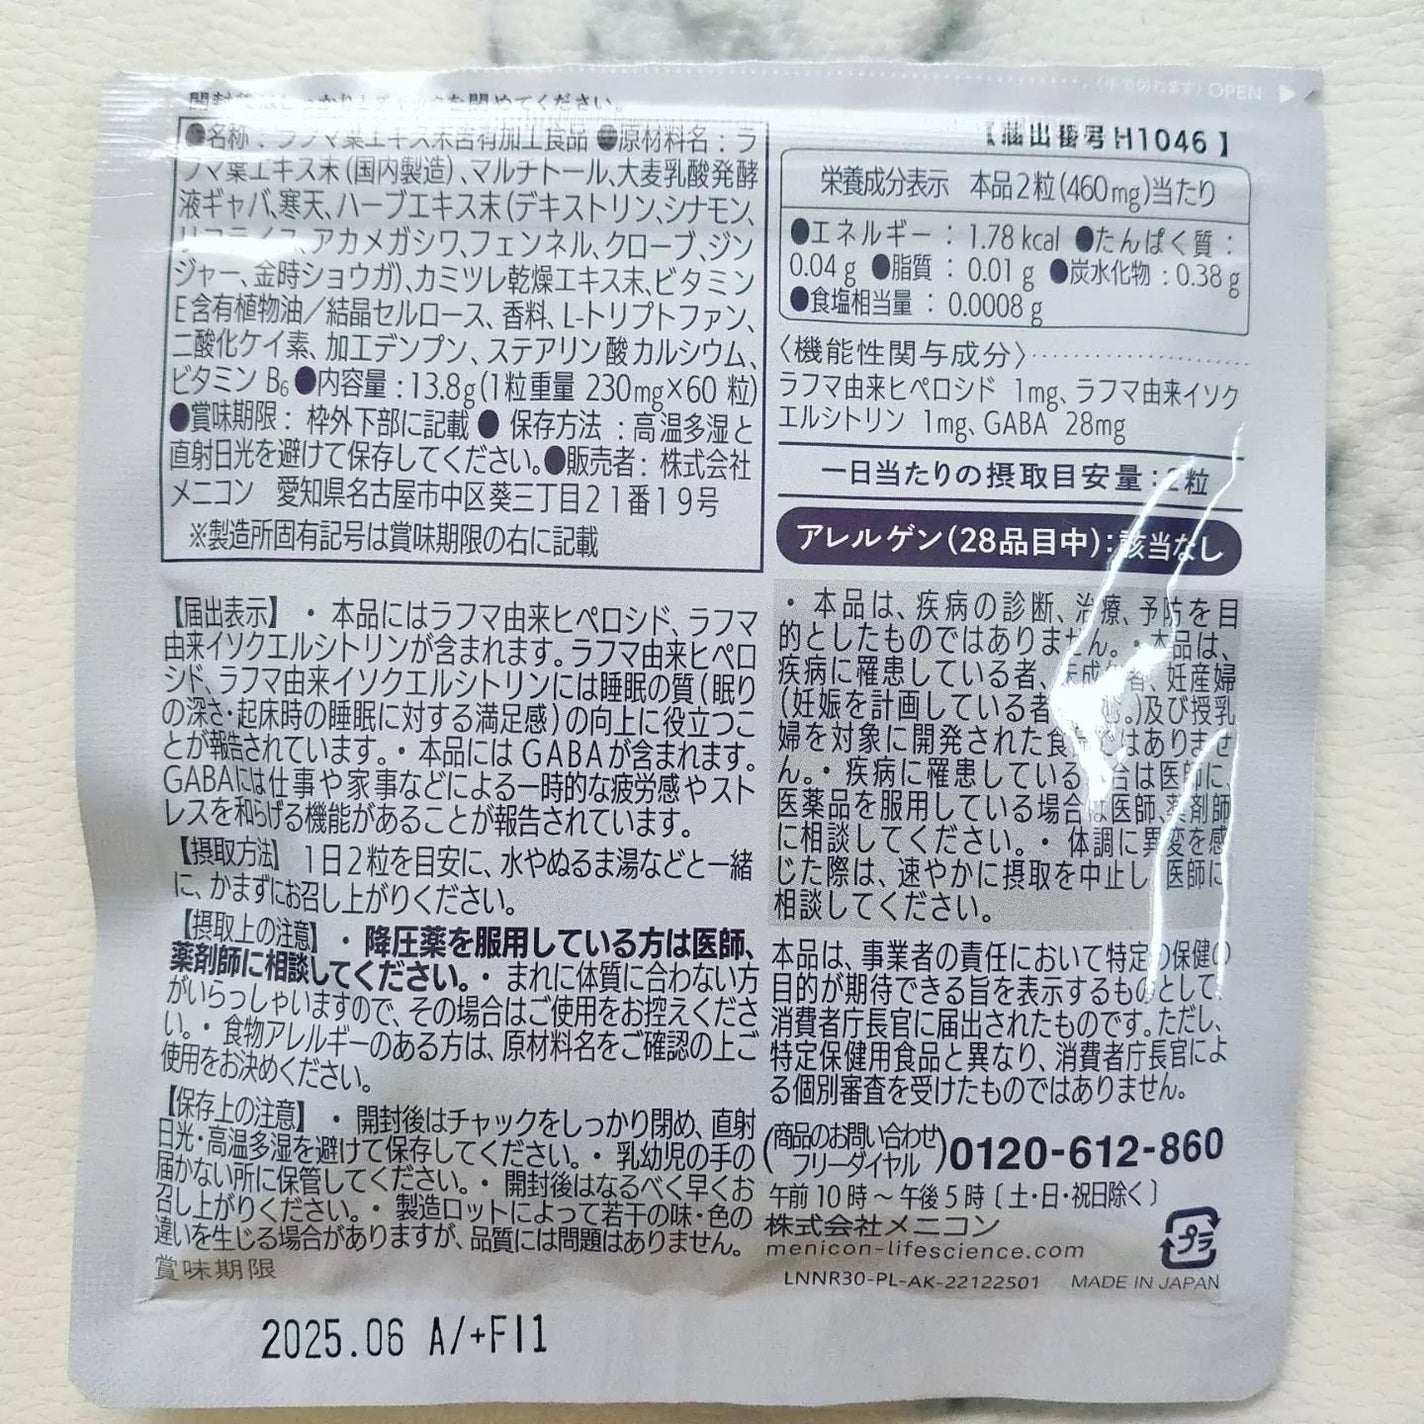 開封後はしっかりとチャックを閉めてください。
〈手で切れます〉OPEN
●名称：ラフマ葉エキス末含有加工食品 ●原材料名：ラ
フマ葉エキス末(国内製造)、マルチトール、大麦乳酸発酵
液ギャバ、寒天、ハーブエキス末(デキストリン、シナモン、
アカメガシワ、フェンネル、クローブ、ジン
ジャー、金時ショウガ)、カミツレ乾燥エキス末、ビタミン
E含有植物油／結晶セルロース、香料、L-トリプトファン、
二酸化ケイ素、加工デンプン、ステアリン酸カルシウム、
ビタミン B6 ●内容量：13.8g(1粒重量 230mg×60 粒)
●賞味期限：枠外下部に記載 ● 保存方法：高温多湿と
直射日光を避けて保存してください。●販売者：株式会社
メニコン 愛知県名古屋市中区葵三丁目21番19号
※製造所固有記号は賞味期限の右に記載
【届出番号H1046】
栄養成分表示 本品2粒(460mg)当たり
●エネルギー：1.78kcal ●たんぱく質：
0.04g ●脂質：0.01g ●炭水化物：0.38g
●食塩相当量：0.0008g
〈機能性関与成分〉
ラフマ由来ヒペロシド 1mg、ラフマ由来イソク
エルシトリン 1mg、GABA 28mg
一日当たりの摂取目安量：2粒
アレルゲン(28品目中)：該当なし
【届出表示】・本品にはラフマ由来ヒペロシド、ラフマ
由来イソクエルシトリンが含まれます。ラフマ由来ヒペロ
シド、ラフマ由来イソクエルシトリンには睡眠の質(眠り
の深さ・起床時の睡眠に対する満足感)の向上に役立つこ
とが報告されています。・本品には GABAが含まれます。
GABAには仕事や家事などによる一時的な疲労感やスト
レスを和らげる機能があることが報告されています。
【摂取方法】 1日2粒を目安に、水やぬるま湯などと一緒
に、かまずにお召し上がりください。
【摂取上の注意】・降圧薬を服用している方は医師、
薬剤師に相談してください。・まれに体質に合わない方
がいらっしゃいますので、その場合はご使用をお控えくださ
い。・食物アレルギーのある方は、原材料名をご確認の上ご
使用をお決めください。
【保存上の注意】・開封後はチャックをしっかり閉め、直射
日光・高温多湿を避けて保存してください。・乳幼児の手の
届かない所に保管してください。・開封後はなるべく早くお
召し上がりください。・製造ロットによって若干の味・色の
違いを生じる場合がありますが、品質には問題はありません。
賞味期限
2025.06 A/+FI1
・本品は、疾病の診断、治療、予防を目
的としたものではありません。・本品は、
疾病に罹患している者、未成年者、妊産婦
(妊娠を計画している者を含む。)及び授乳
婦を対象に開発された食品ではありませ
ん。・疾病に罹患している場合は医師に、
医薬品を服用している場合は医師、薬剤師
に相談してください。・体調に異変を感
じた際は、速やかに摂取を中止し、医師に
相談してください。
本品は、事業者の責任において特定の保健の
目的が期待できる旨を表示するものとして、
消費者庁長官に届出されたものです。ただし、
特定保健用食品と異なり、消費者庁長官によ
る個別審査を受けたものではありません。
(商品のお問い合わせ フリーダイヤル)0120-612-860
午前10時～午後5時〔土・日・祝日除く〕
株式会社メニコン
menicon-lifescience.com
プラ
LNNR30-PL-AK-22122501 MADE IN JAPAN